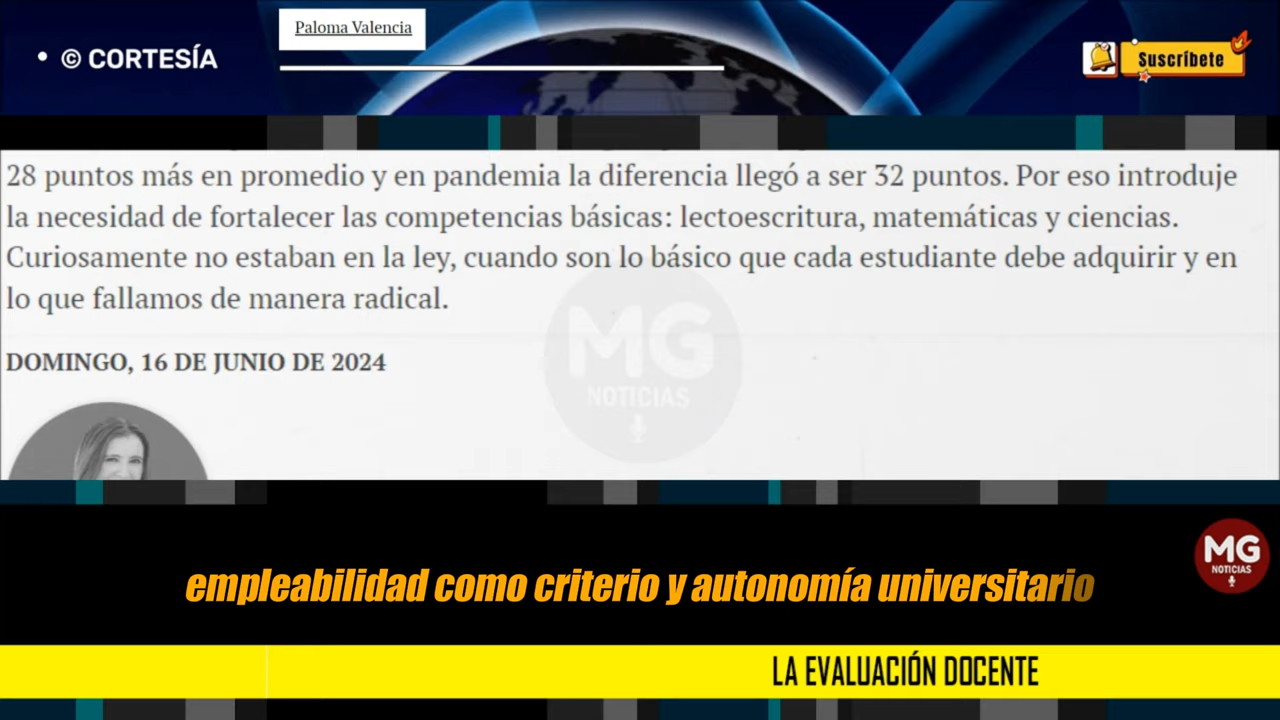 Paloma Valencia
• © CORTESÍA
Suscríbete
28 puntos más en promedio y en pandemia la diferencia llegó a ser 32 puntos. Por eso introduje
la necesidad de fortalecer las competencias básicas: lectoescritura, matemáticas y ciencias.
Curiosamente no estaban en la ley, cuando son lo básico que cada estudiante debe adquirir y en
lo que fallamos de manera radical.
MG
NOTICIAS
DOMINGO, 16 DE JUNIO DE 2024
MG
NOTICIAS
empleabilidad como criterio y autonomía universitario
LA EVALUACIÓN DOCENTE